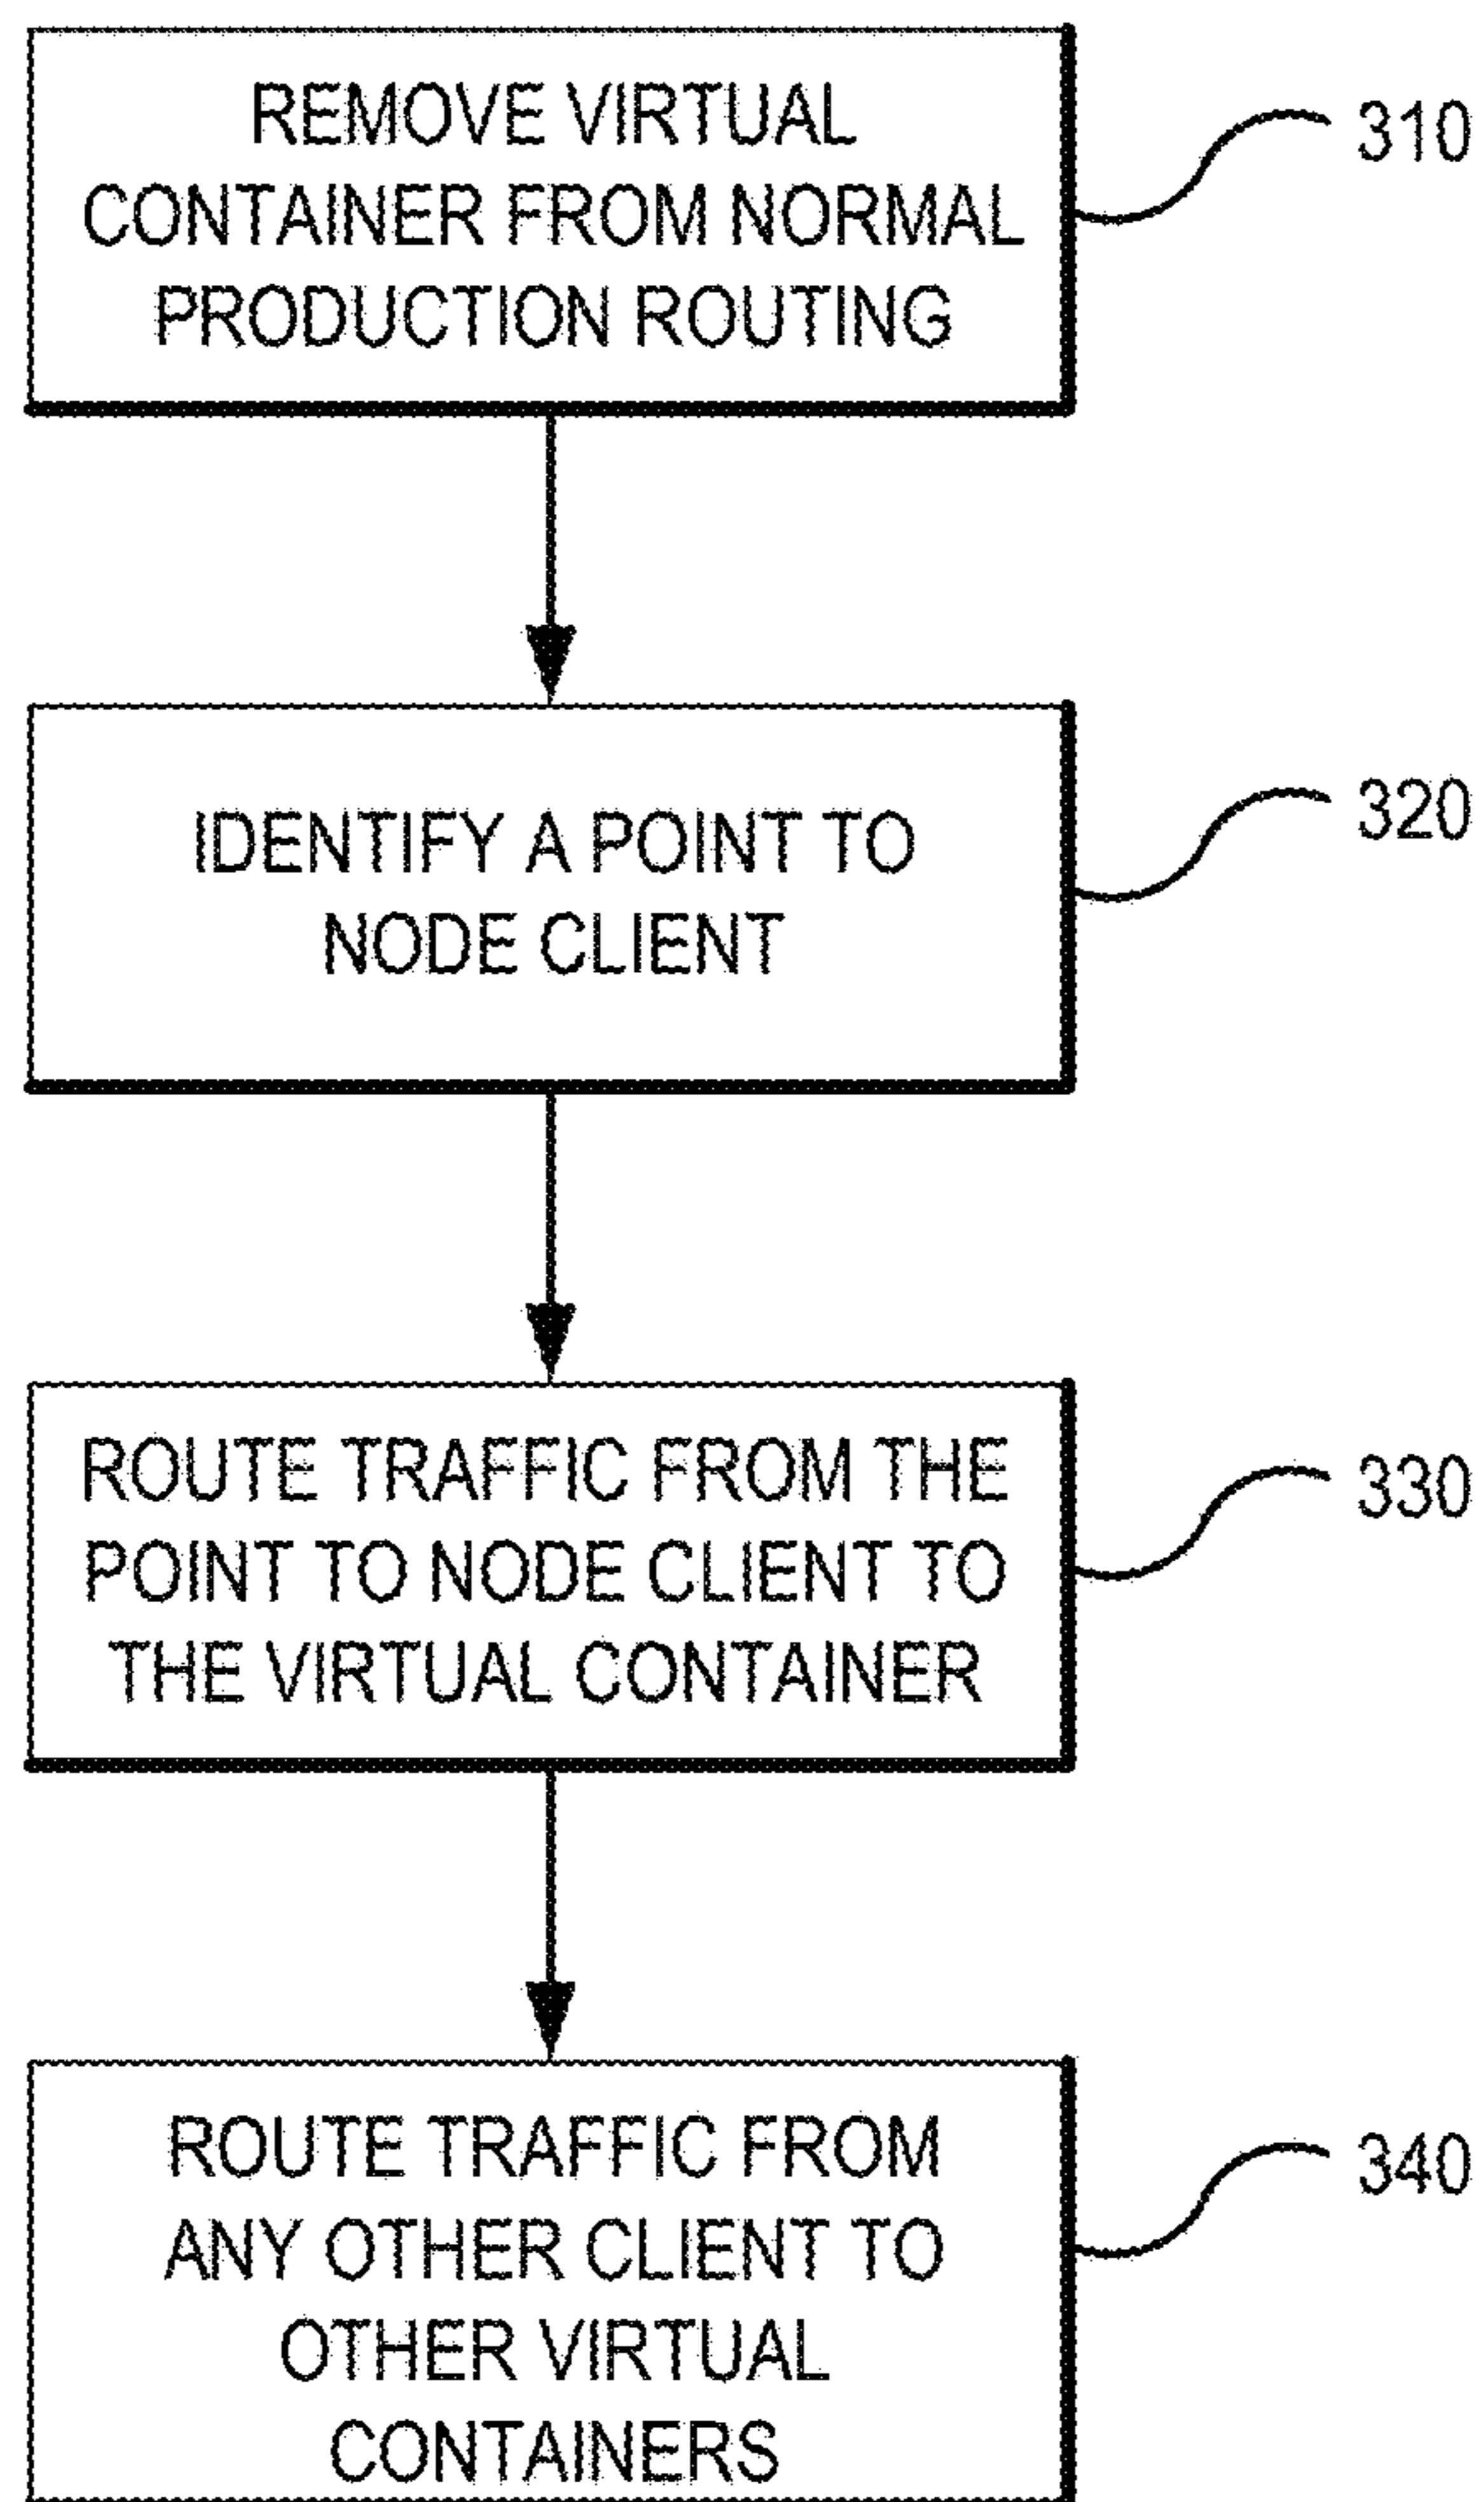 REMOVE VIRTUAL
CONTAINER FROM NORMAL
PRODUCTION ROUTING
310
IDENTIFY A POINT TO
NODE CLIENT
320
ROUTE TRAFFIC FROM THE
POINT TO NODE CLIENT TO
THE VIRTUAL CONTAINER
330
ROUTE TRAFFIC FROM
ANY OTHER CLIENT TO
OTHER VIRTUAL
CONTAINERS
340